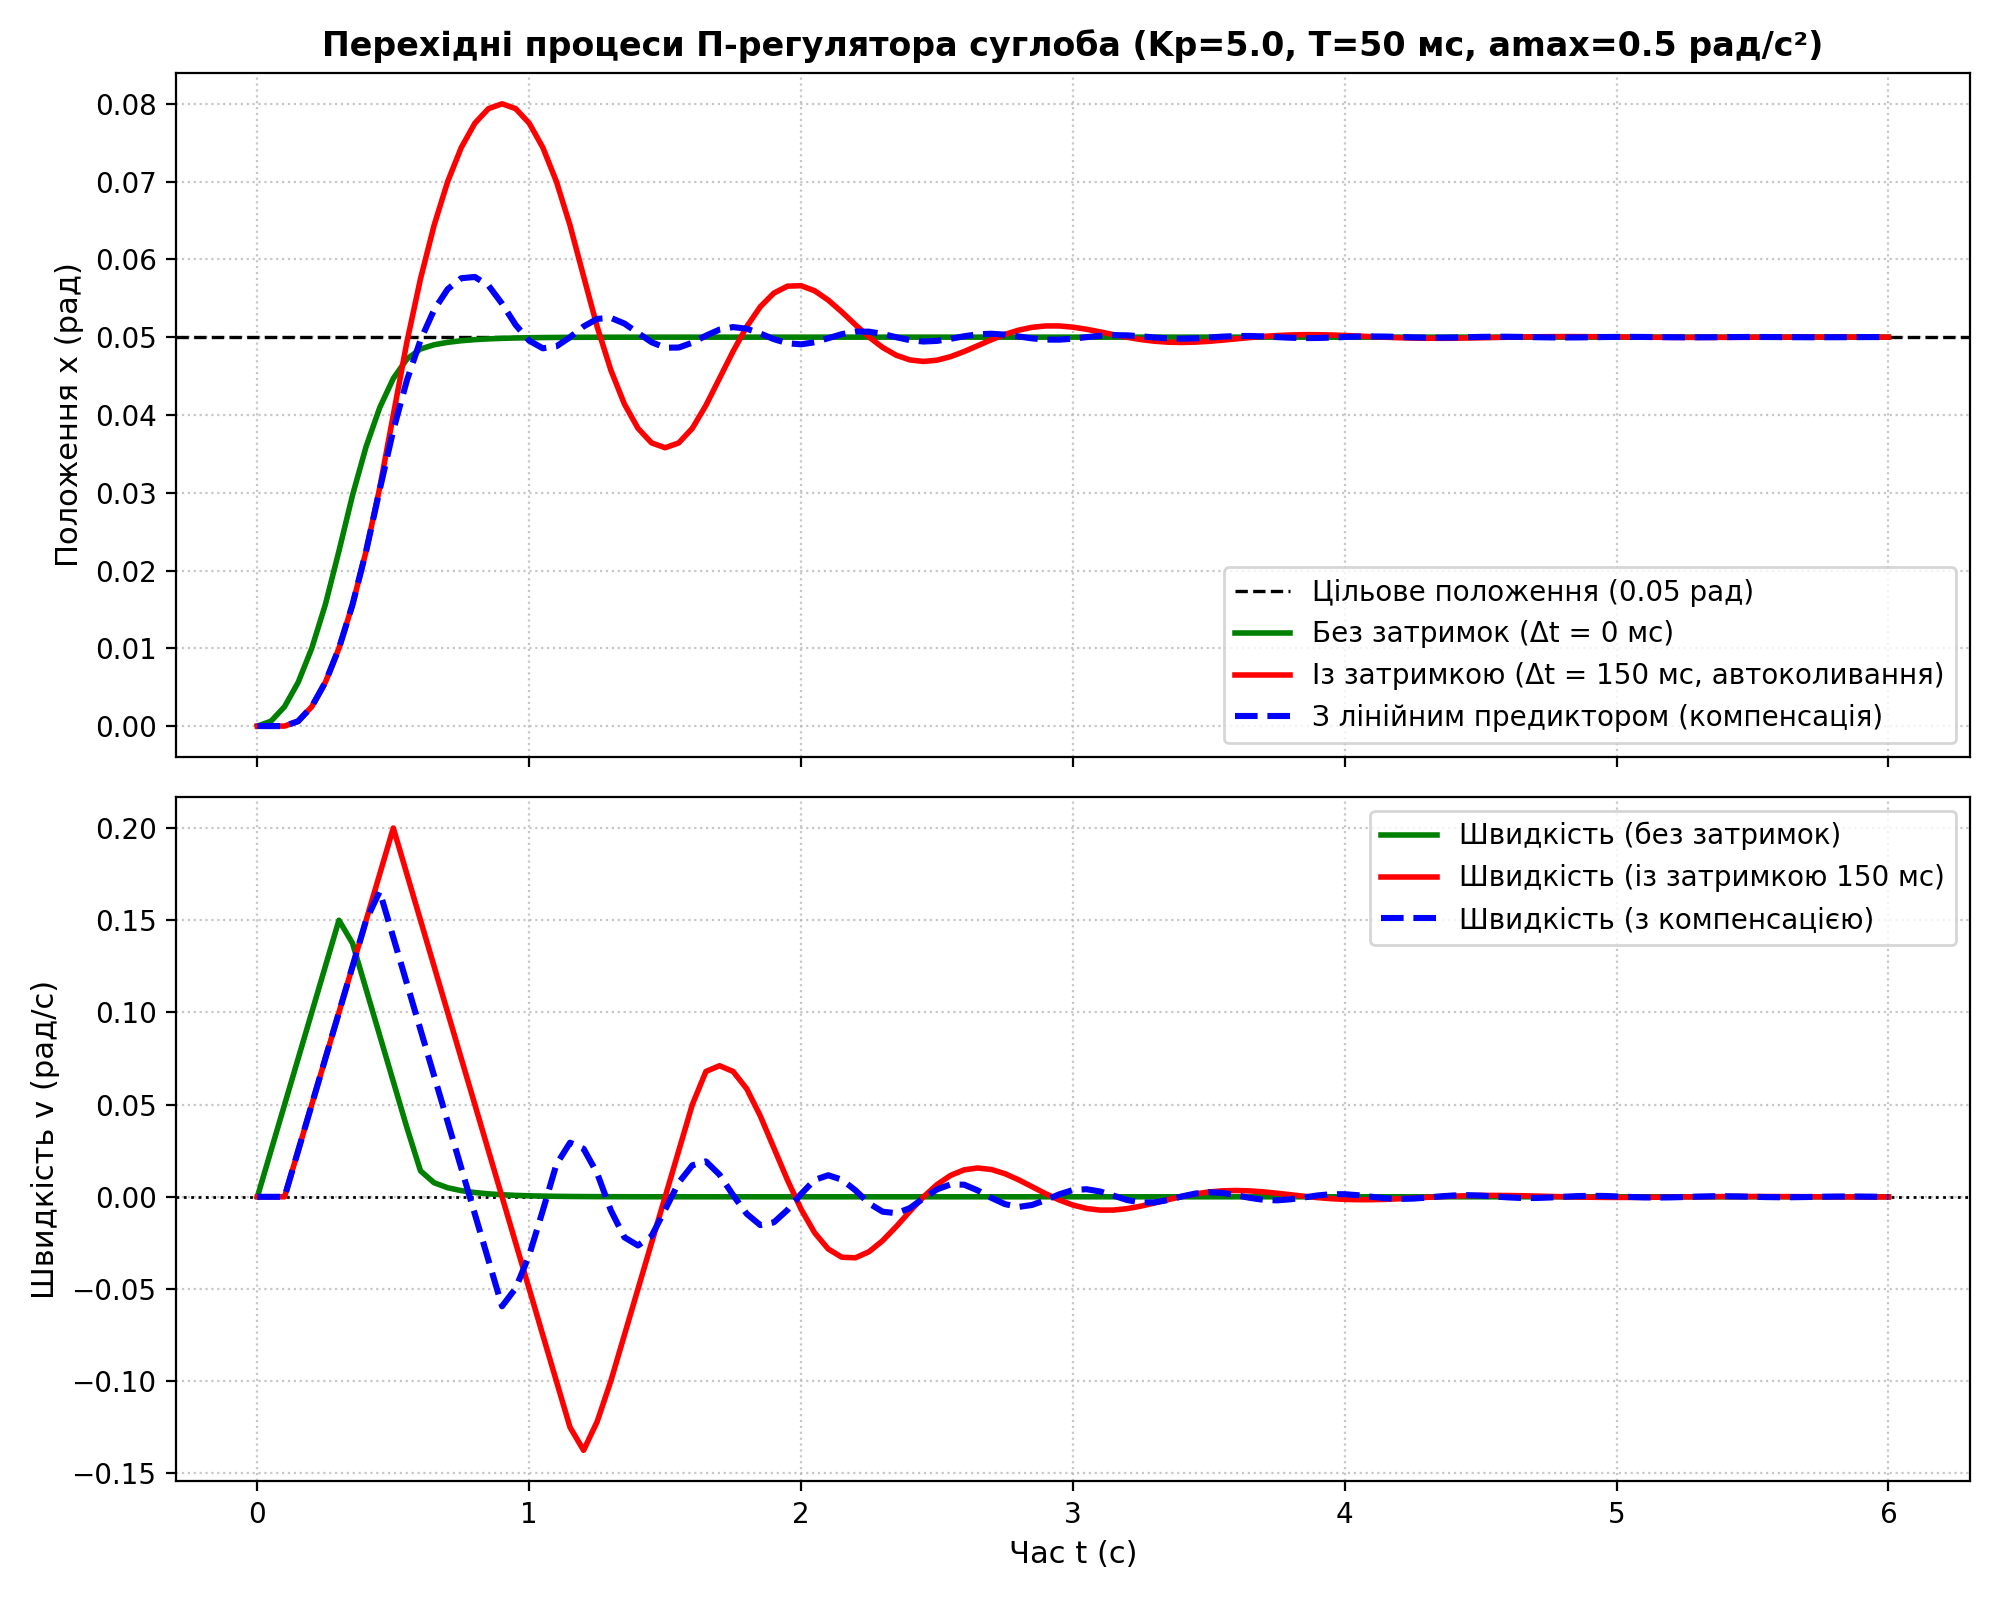 Перехідні процеси П-регулятора суглоба (Kp=5.0, T=50 мс, amax=0.5 рад/с²)
Положення x (рад)
0.08
0.07
0.06
0.05
0.04
0.03
0.02
0.01
0.00
Цільове положення (0.05 рад)
Без затримок (Δt = 0 мс)
Із затримкою (Δt = 150 мс, автоколивання)
З лінійним предиктором (компенсація)
Швидкість v (рад/с)
0.20
0.15
0.10
0.05
0.00
−0.05
−0.10
−0.15
Швидкість (без затримок)
Швидкість (із затримкою 150 мс)
Швидкість (з компенсацією)
0 1 2 3 4 5 6
Час t (с)